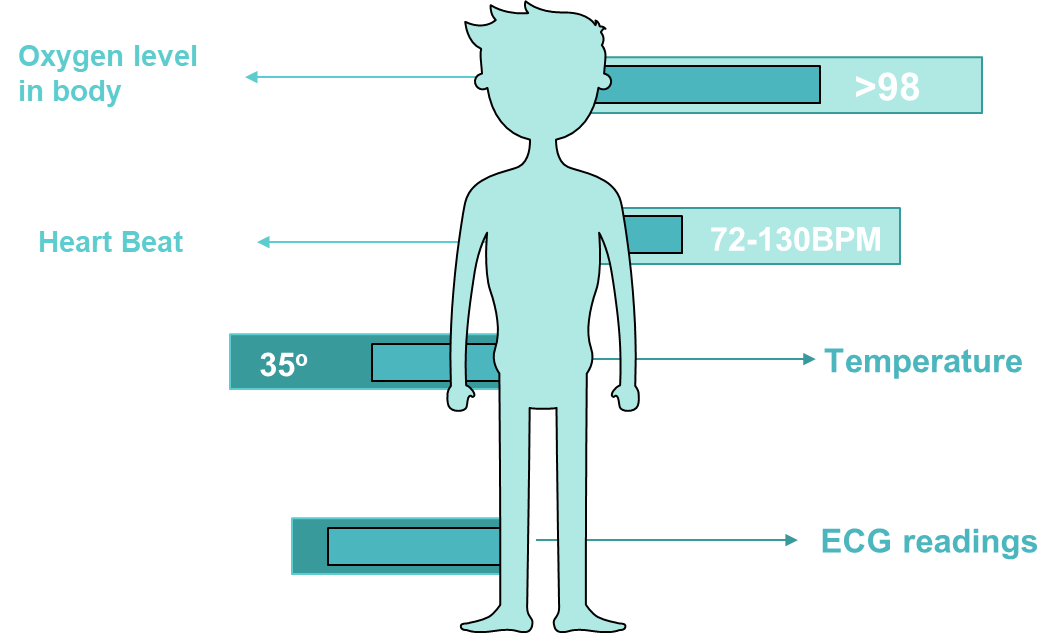 Oxygen level
in body
>98
Heart Beat
72-130BPM
35º
Temperature
ECG readings